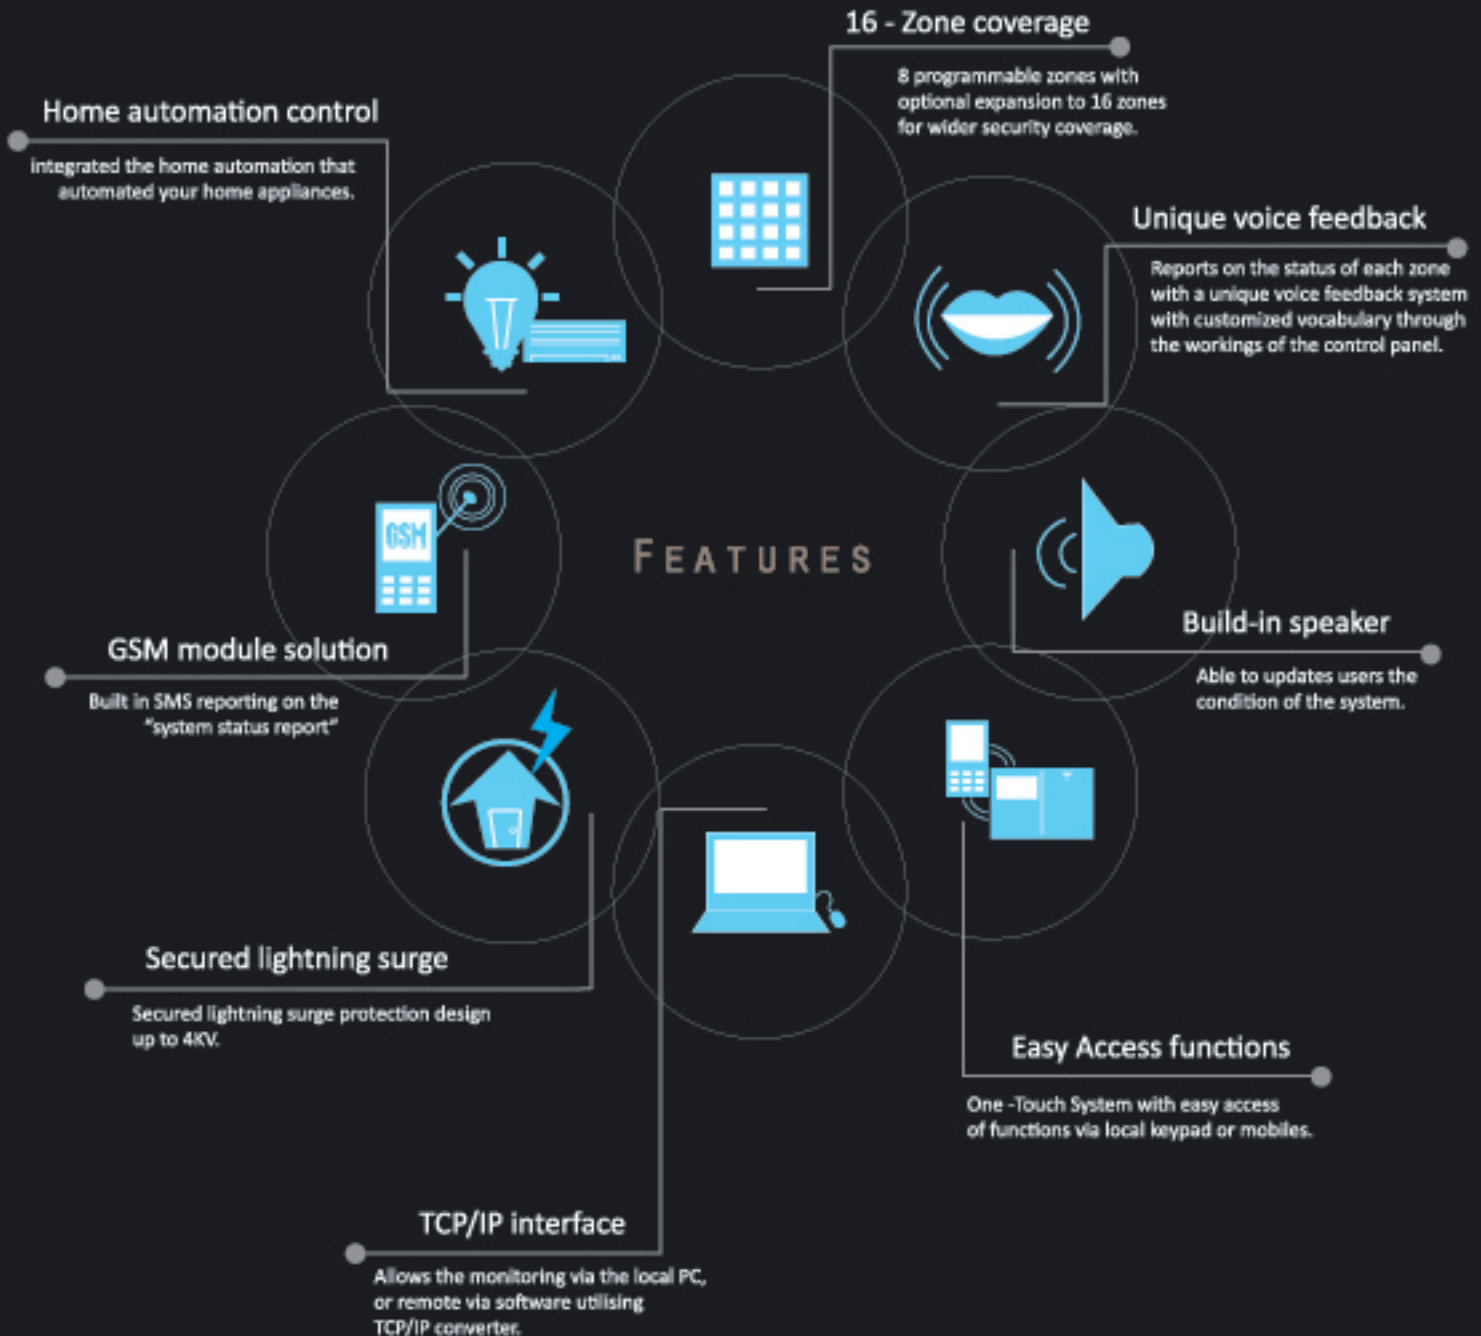 16 - Zone coverage
8 programmable zones with
optional expansion to 16 zones
for wider security coverage.
Home automation control
integrated the home automation that
automated your home appliances.
Unique voice feedback
Reports on the status of each zone
with a unique voice feedback system
with customized vocabulary through
the workings of the control panel.
GSM
FEATURES
Build-in speaker
Able to updates users the
condition of the system.
GSM module solution
Built in SMS reporting on the
“system status report”
Secured lightning surge
Secured lightning surge protection design
up to 4KV.
Easy Access functions
One -Touch System with easy access
of functions via local keypad or mobiles.
TCP/IP interface
Allows the monitoring via the local PC,
or remote via software utilising
TCP/IP converter.